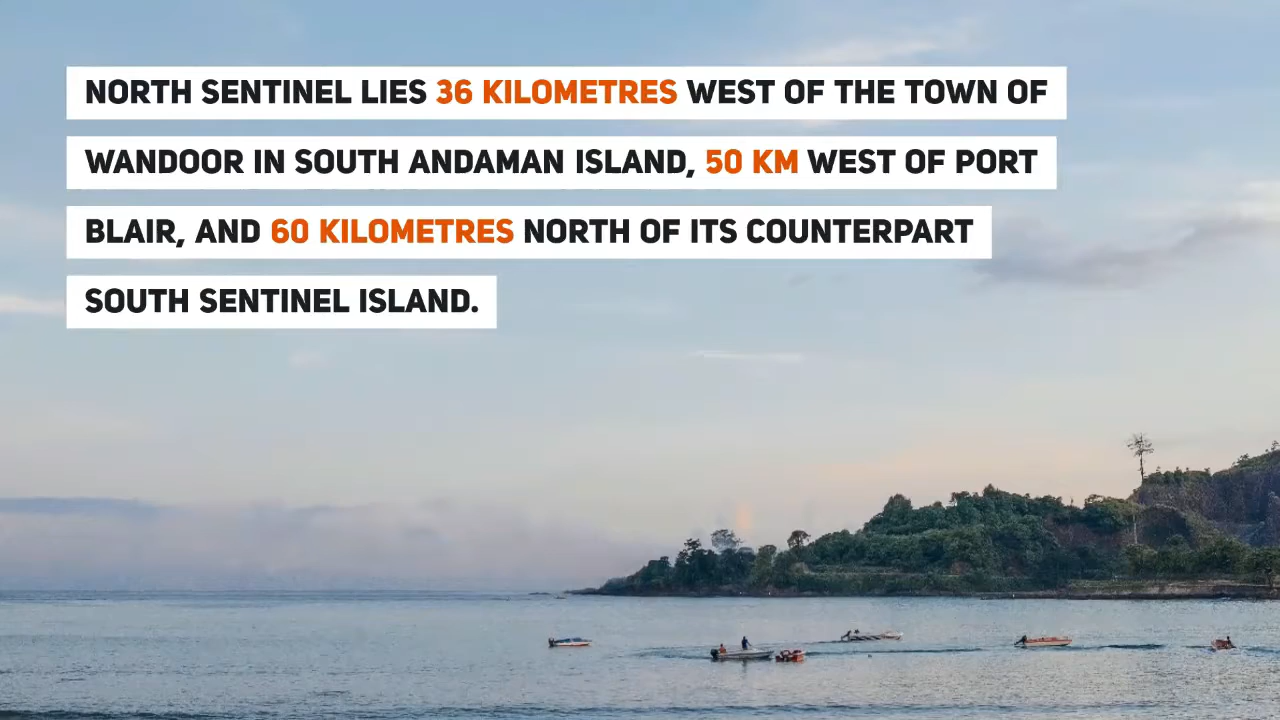 NORTH SENTINEL LIES 36 KILOMETRES WEST OF THE TOWN OF
WANDOOR IN SOUTH ANDAMAN ISLAND, 50 KM WEST OF PORT
BLAIR, AND 60 KILOMETRES NORTH OF ITS COUNTERPART
SOUTH SENTINEL ISLAND.